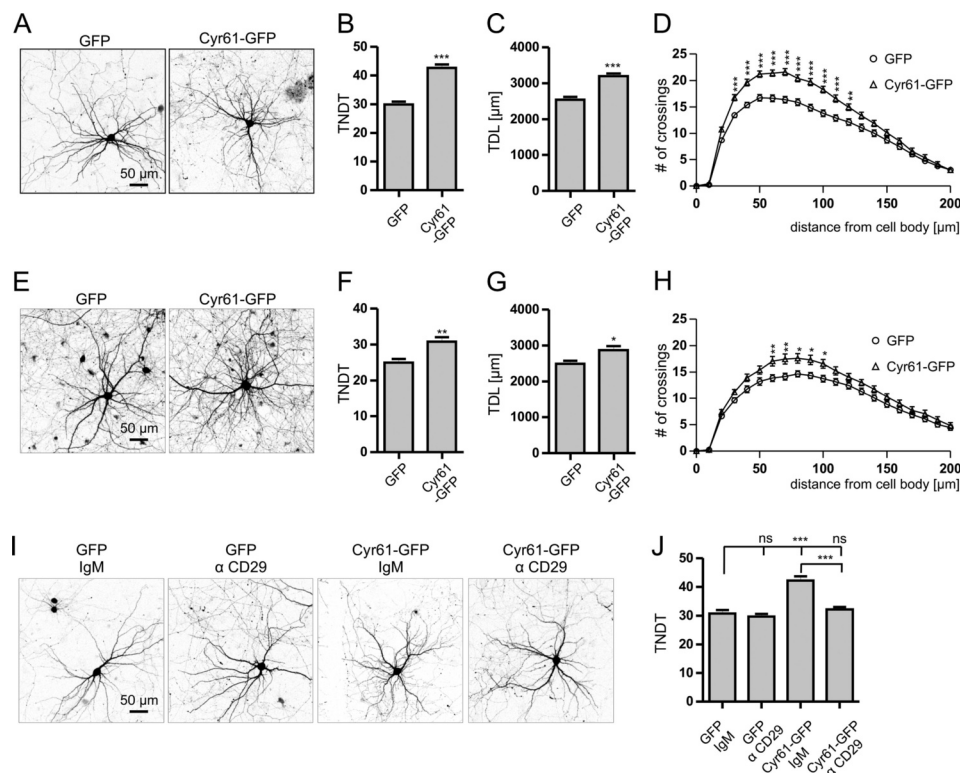 A
GFP
Cyr61-GFP
50 µm
B
TNDT
50
40
30
20
10
0
GFP
Cyr61
-GFP
***
C
TDL [µm]
4000
3000
2000
1000
0
GFP
Cyr61
-GFP
***
D
# of crossings
25
20
15
10
5
0
0
50
100
150
200
distance from cell body [µm]
GFP
Cyr61-GFP
*** *** *** *** *** *** *** *** *** **
E
GFP
Cyr61-GFP
50 µm
F
TNDT
40
30
20
10
0
GFP
Cyr61
-GFP
**
G
TDL [µm]
4000
3000
2000
1000
0
GFP
Cyr61
-GFP
*
H
# of crossings
25
20
15
10
5
0
0
50
100
150
200
distance from cell body [µm]
GFP
Cyr61-GFP
** ** * * *
I
GFP
IgM
GFP
α CD29
Cyr61-GFP
IgM
Cyr61-GFP
α CD29
50 µm
J
TNDT
50
40
30
20
10
0
ns
***
ns
***
GFP
IgM
GFP
α CD29
Cyr61-GFP
IgM
Cyr61-GFP
α CD29